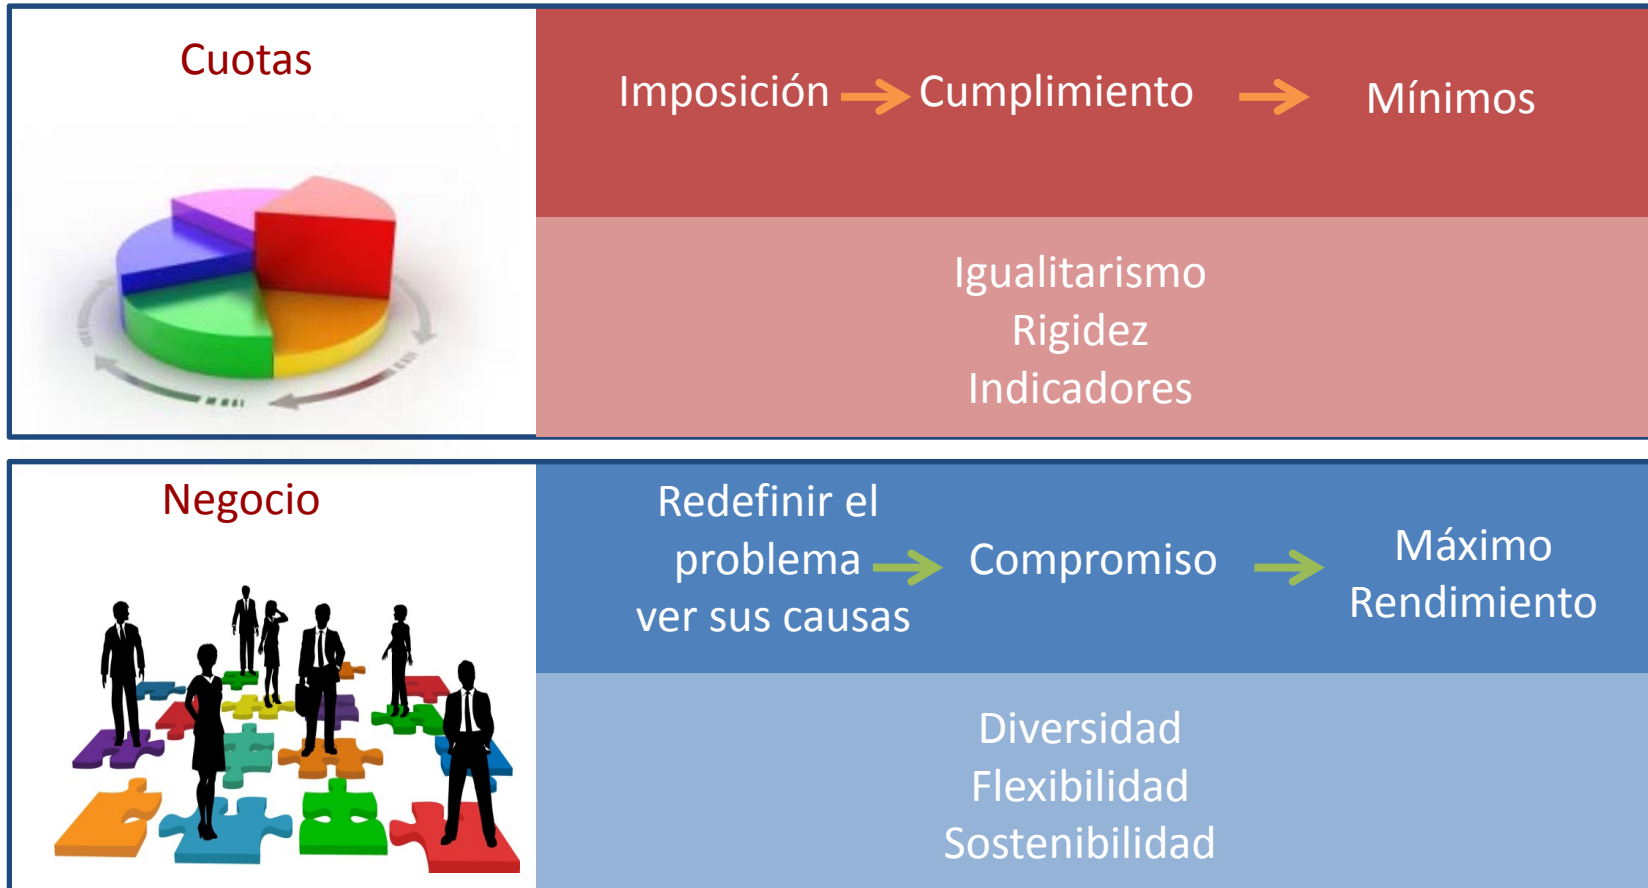 Cuotas
Imposición Cumplimiento Mínimos
Igualitarismo
Rigidez
Indicadores
Negocio
Redefinir el
problema
ver sus causas
Compromiso
Máximo
Rendimiento
Diversidad
Flexibilidad
Sostenibilidad